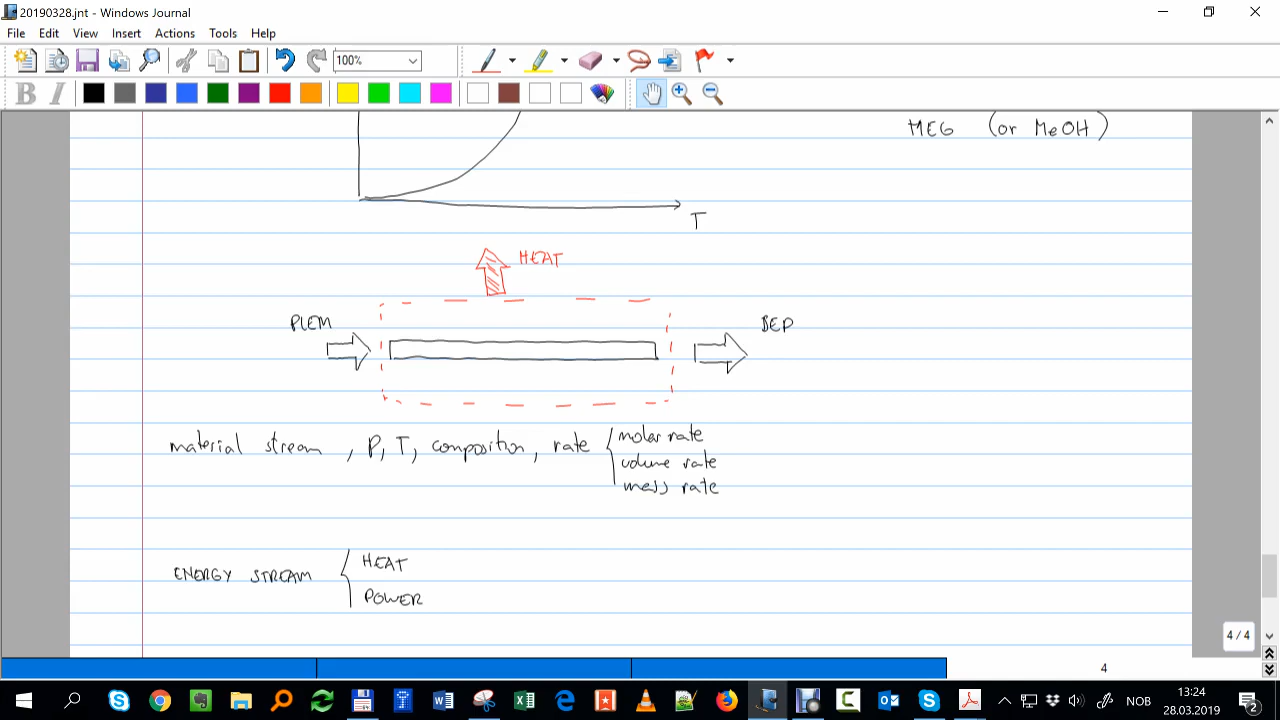 20190328.jnt - Windows Journal
File Edit View Insert Actions Tools Help
100%
B I
MEG (or MeOH)
T
HEAT
PLEM
BEP
material stream, P, T, composition, rate
molar rate
volume rate
mass rate
ENERGY STREAM
HEAT
POWER
4 / 4
4
NOB
13:24
28.03.2019
2